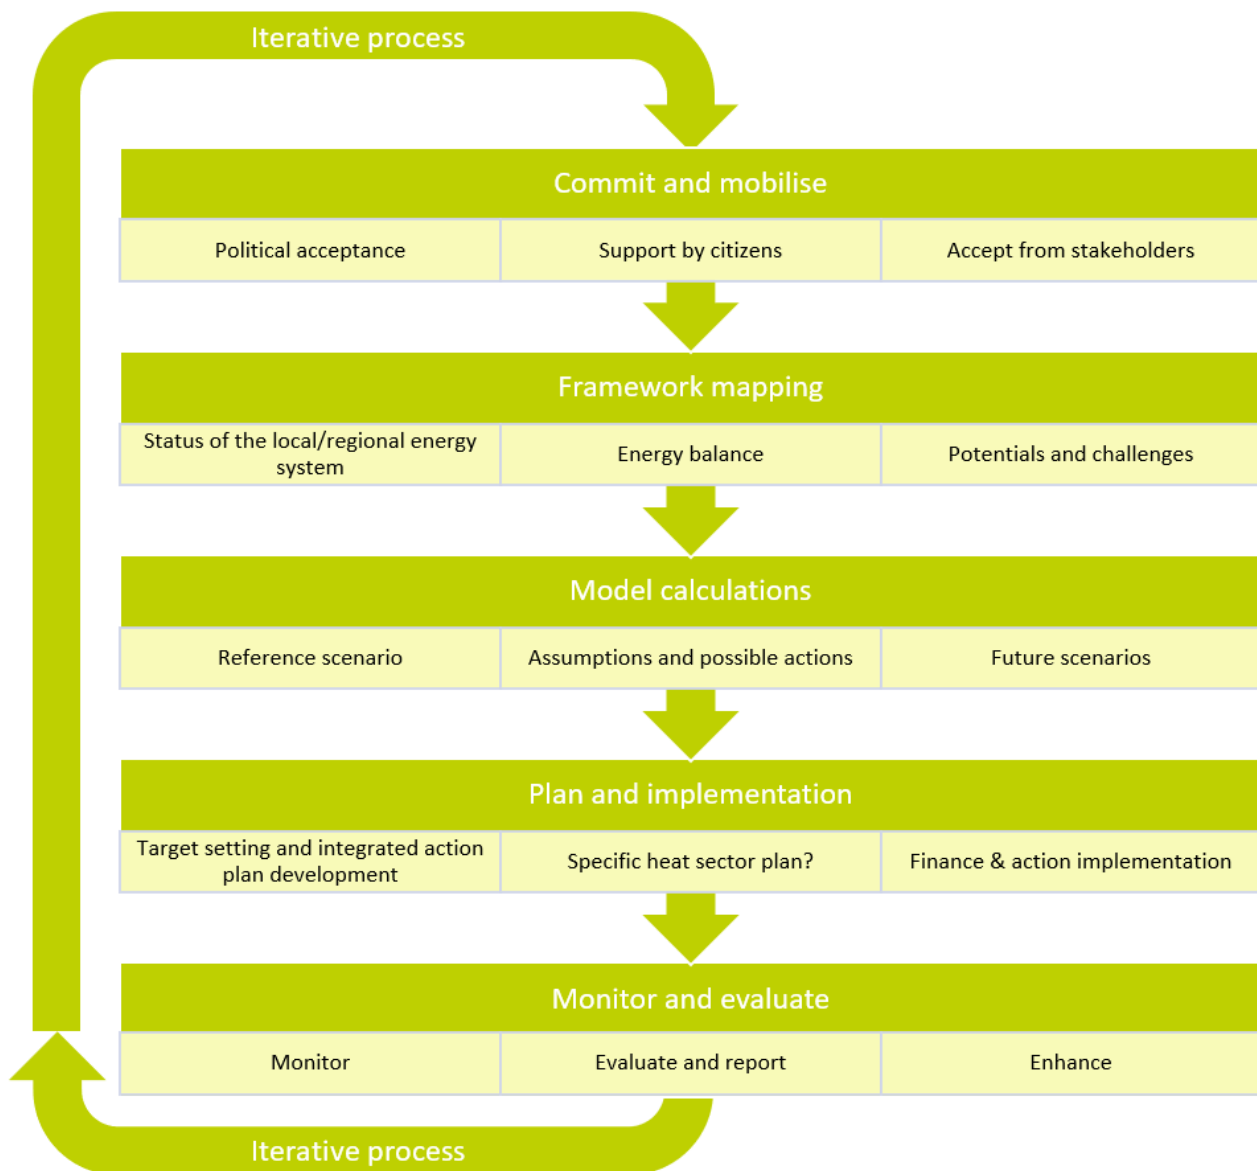 Iterative process
Commit and mobilise
Political acceptance
Support by citizens
Accept from stakeholders
Framework mapping
Status of the local/regional energy
system
Energy balance
Potentials and challenges
Model calculations
Reference scenario
Assumptions and possible actions
Future scenarios
Plan and implementation
Target setting and integrated action
plan development
Specific heat sector plan?
Finance & action implementation
Monitor and evaluate
Monitor
Evaluate and report
Enhance
Iterative process